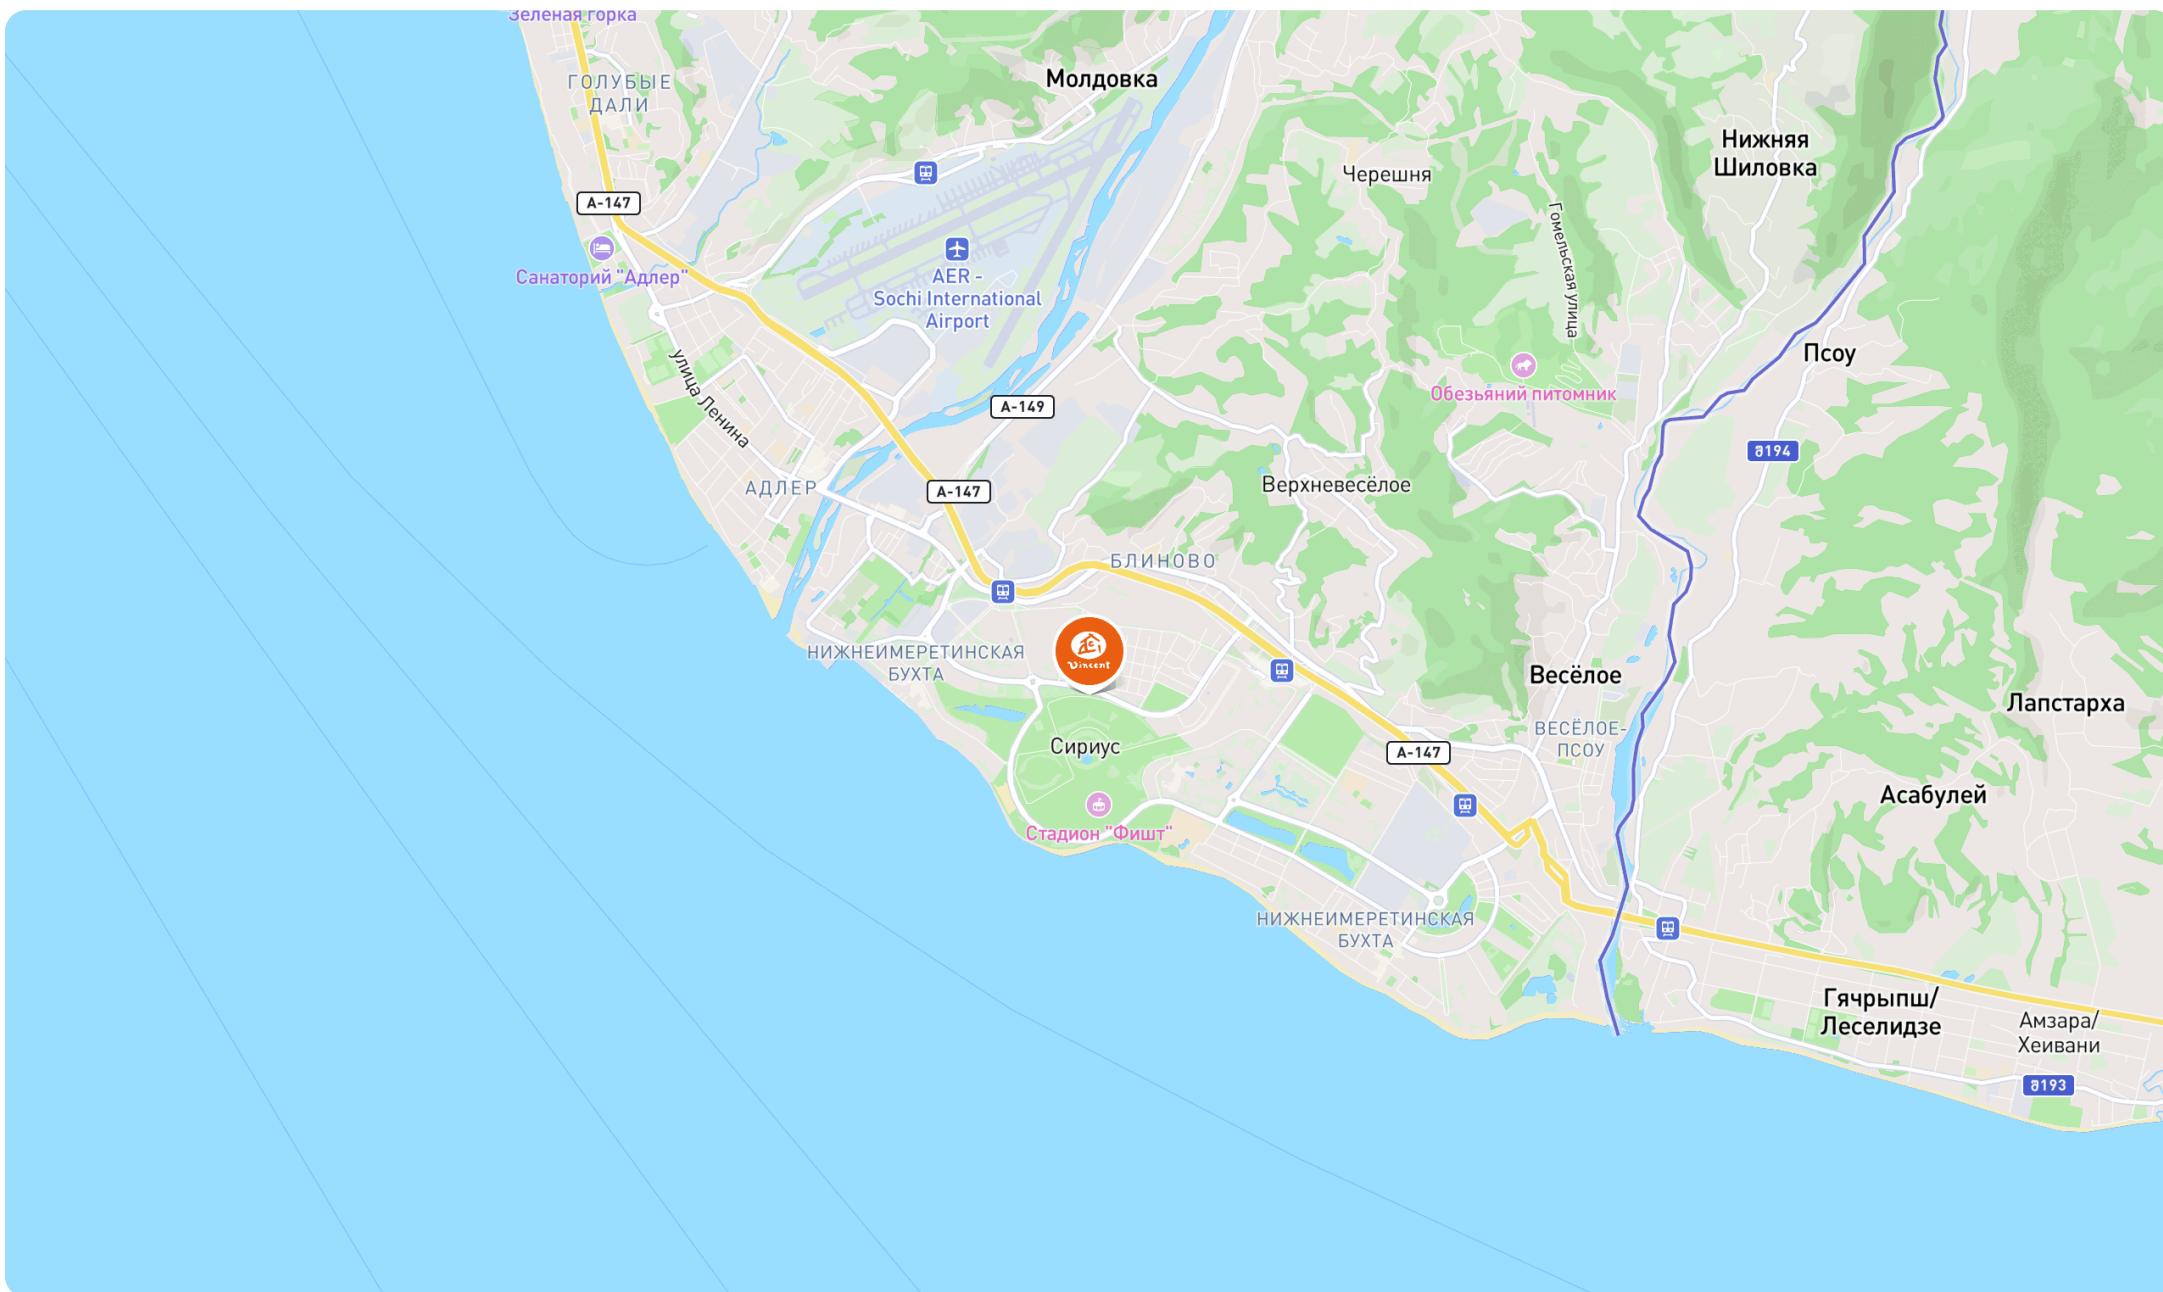 Зеленая горка
ГОЛУБЫЕ
ДАЛИ
Молдовка
Нижняя
Шиловка
Черешня
A-147
Гомельская улица
Санаторий "Адлер"
AER -
Sochi International
Airport
Псоу
улица Ленина
Обезьяний питомник
A-149
მ194
АДЛЕР
A-147
Верхневесёлое
БЛИНОВО
НИЖНЕИМЕРЕТИНСКАЯ
БУХТА
Vincent
Весёлое
Лапстарха
ВЕСЁЛОЕ-
ПСОУ
Сириус
A-147
Асабулей
Стадион "Фишт"
НИЖНЕИМЕРЕТИНСКАЯ
БУХТА
Гячрыпш/
Леселидзе
Амзара/
Хеивани
მ193